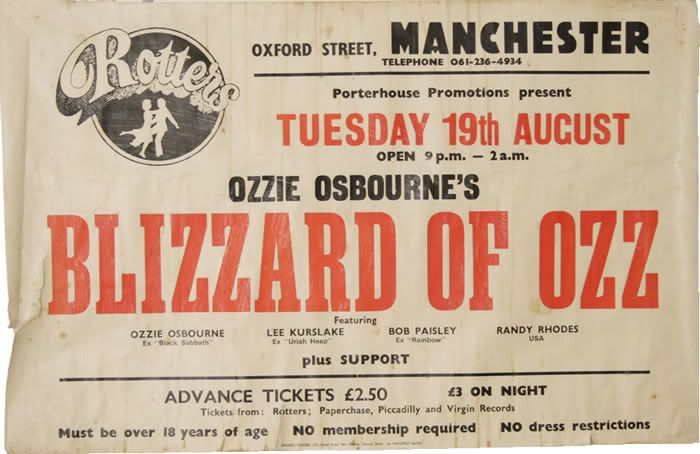 Rotters
OXFORD STREET, MANCHESTER
TELEPHONE 061-236-4934
Porterhouse Promotions present
TUESDAY 19th AUGUST
OPEN 9 p.m. — 2 a.m.
OZZIE OSBOURNE'S
BLIZZARD OF OZZ
Featuring
OZZIE OSBOURNE LEE KURSLAKE BOB PAISLEY RANDY RHODES
Ex "Black Sabbath" Ex "Uriah Heep" Ex "Rainbow" USA
plus SUPPORT
ADVANCE TICKETS £2.50 £3 ON NIGHT
Tickets from: Rotters; Paperchase, Piccadilly and Virgin Records
Must be over 18 years of age NO membership required NO dress restrictions